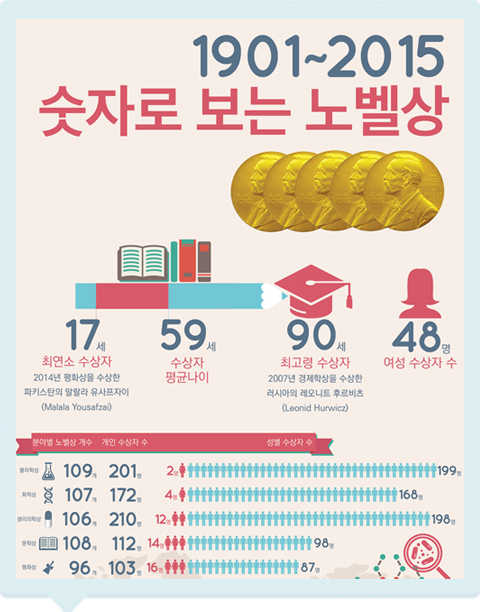 1901~2015
숫자로 보는 노벨상
17세
최연소 수상자
2014년 평화상을 수상한
파키스탄의 말랄라 유사프자이
(Malala Yousafzai)
59세
수상자
평균나이
90세
최고령 수상자
2007년 경제학상을 수상한
러시아의 레오니트 후르비츠
(Leonid Hurwicz)
48명
여성 수상자 수
분야별 노벨상 개수 개인 수상자 수 성별 수상자 수
물리학상 109개 201명 2명 199명
화학상 107개 172명 4명 168명
생리의학상 106개 210명 12명 198명
문학상 108개 112명 14명 98명
평화상 96개 103명 16명 87명